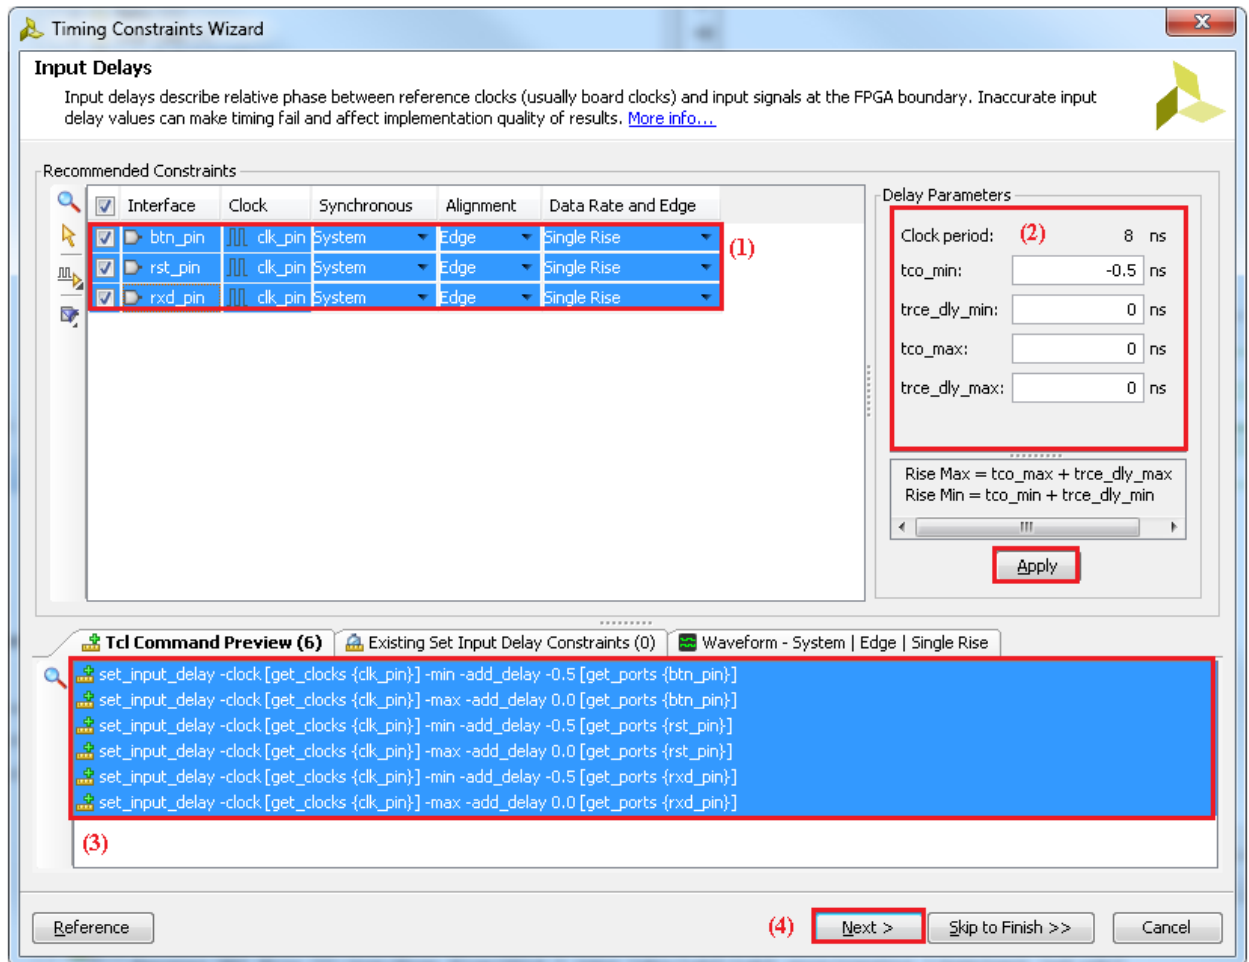 Timing Constraints Wizard
Input Delays
Input delays describe relative phase between reference clocks (usually board clocks) and input signals at the FPGA boundary. Inaccurate input
delay values can make timing fail and affect implementation quality of results. More info...
Recommended Constraints
Interface Clock Synchronous Alignment Data Rate and Edge
btn_pin clk_pin System Edge Single Rise
rst_pin clk_pin System Edge Single Rise
rxd_pin clk_pin System Edge Single Rise
(1)
Delay Parameters
Clock period: (2) 8 ns
tco_min: -0.5 ns
trce_dly_min: 0 ns
tco_max: 0 ns
trce_dly_max: 0 ns
Rise Max = tco_max + trce_dly_max
Rise Min = tco_min + trce_dly_min
Apply
Tcl Command Preview (6) Existing Set Input Delay Constraints (0) Waveform - System | Edge | Single Rise
set_input_delay -clock [get_clocks {clk_pin}] -min -add_delay -0.5 [get_ports {btn_pin}]
set_input_delay -clock [get_clocks {clk_pin}] -max -add_delay 0.0 [get_ports {btn_pin}]
set_input_delay -clock [get_clocks {clk_pin}] -min -add_delay -0.5 [get_ports {rst_pin}]
set_input_delay -clock [get_clocks {clk_pin}] -max -add_delay 0.0 [get_ports {rst_pin}]
set_input_delay -clock [get_clocks {clk_pin}] -min -add_delay -0.5 [get_ports {rxd_pin}]
set_input_delay -clock [get_clocks {clk_pin}] -max -add_delay 0.0 [get_ports {rxd_pin}]
(3)
Reference (4) Next > Skip to Finish >> Cancel